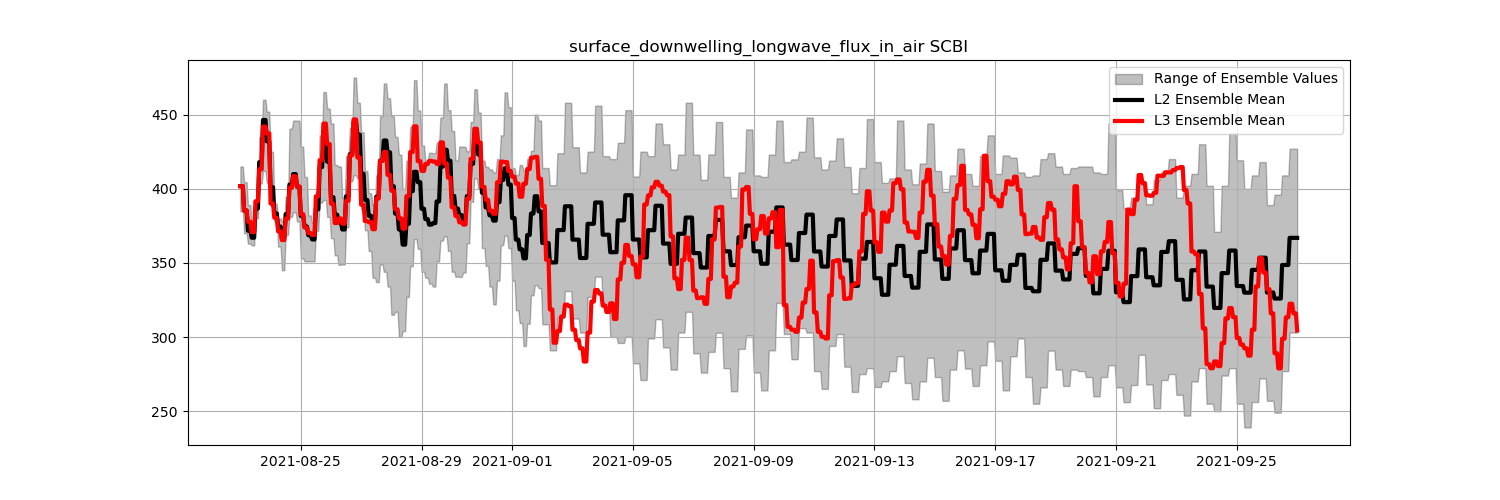 surface_downwelling_longwave_flux_in_air SCBI
Range of Ensemble Values
L2 Ensemble Mean
L3 Ensemble Mean
450
400
350
300
250
2021-08-25 2021-08-29 2021-09-01 2021-09-05 2021-09-09 2021-09-13 2021-09-17 2021-09-21 2021-09-25